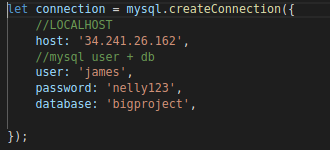 let connection = mysql.createConnection({
//LOCALHOST
host: '34.241.26.162',
//mysql user + db
user: 'james',
password: 'nelly123',
database: 'bigproject',
});